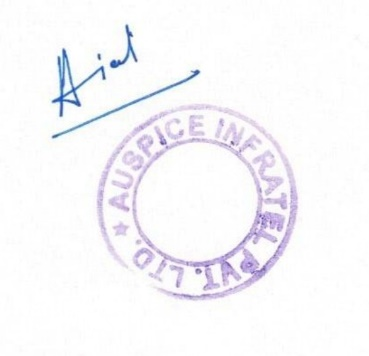 ★ AUSPICE INFRATEL PVT. LTD.